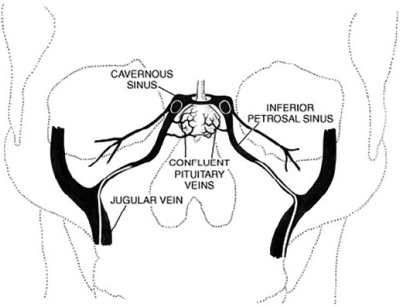 CAVERNOUS
SINUS
INFERIOR
PETROSAL SINUS
CONFLUENT
PITUITARY
VEINS
JUGULAR VEIN